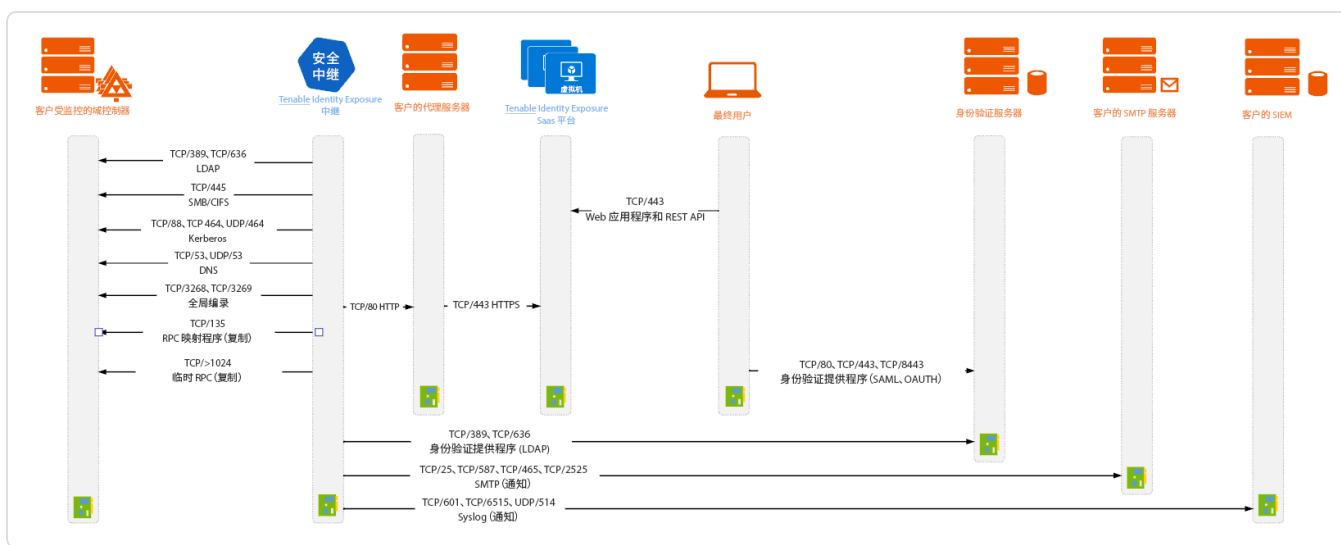 安全
中继
虚拟机
客户受监控的域控制器
Tenable Identity Exposure
中继
客户的代理服务器
Tenable Identity Exposure
Saas 平台
最终用户
身份验证服务器
客户的 SMTP 服务器
客户的 SIEM
TCP/389、TCP/636
LDAP
TCP/445
SMB/CIFS
TCP/443
Web 应用程序和 REST API
TCP/88、TCP 464、UDP/464
Kerberos
TCP/53、UDP/53
DNS
TCP/3268、TCP/3269
全局编录
TCP/80 HTTP
TCP/443 HTTPS
TCP/135
RPC 映射程序（复制）
TCP/>1024
临时 RPC（复制）
TCP/80、TCP/443、TCP/8443
身份验证提供程序（SAML、OAUTH）
TCP/389、TCP/636
身份验证提供程序 (LDAP)
TCP/25、TCP/587、TCP/465、TCP/2525
SMTP（通知）
TCP/601、TCP/6515、UDP/514
Syslog（通知）